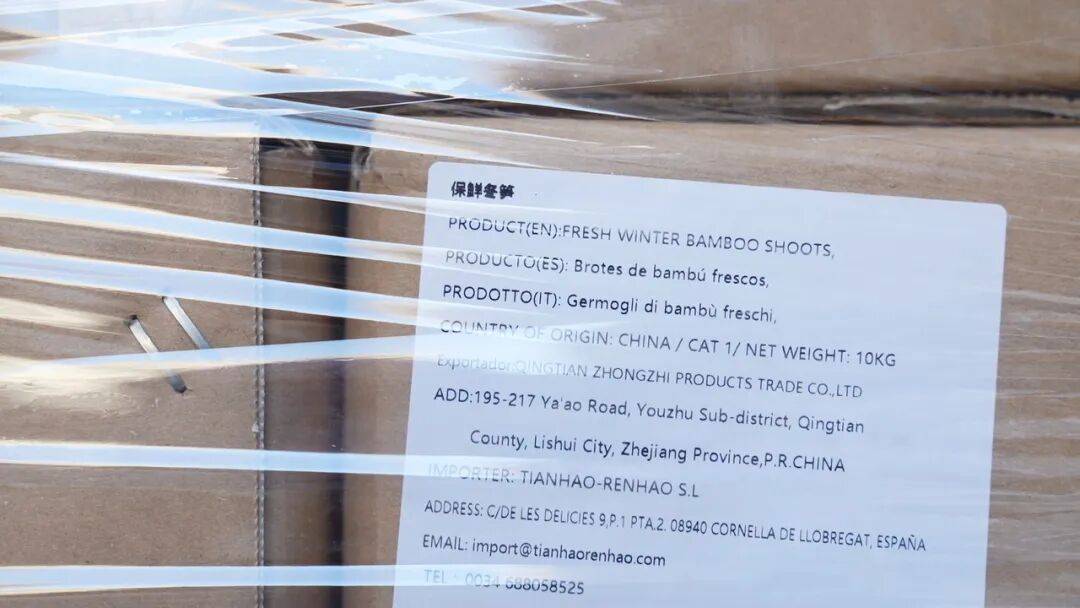 保鲜冬笋
PRODUCT(EN):FRESH WINTER BAMBOO SHOOTS,
PRODUCTO(ES): Brotes de bambú frescos,
PRODOTTO(IT): Germogli di bambù freschi,
COUNTRY OF ORIGIN: CHINA / CAT 1/ NET WEIGHT: 10KG
Exportador:QINGTIAN ZHONGZHI PRODUCTS TRADE CO.,LTD
ADD:195-217 Ya'ao Road, Youzhu Sub-district, Qingtian
County, Lishui City, Zhejiang Province,P.R.CHINA
IMPORTER: TIANHAO-RENHAO S.L
ADDRESS: C/DE LES DELICIES 9,P.1 PTA.2. 08940 CORNELLA DE LLOBREGAT, ESPAÑA
EMAIL: import@tianhaorenhao.com
TEL : 0034 688058525